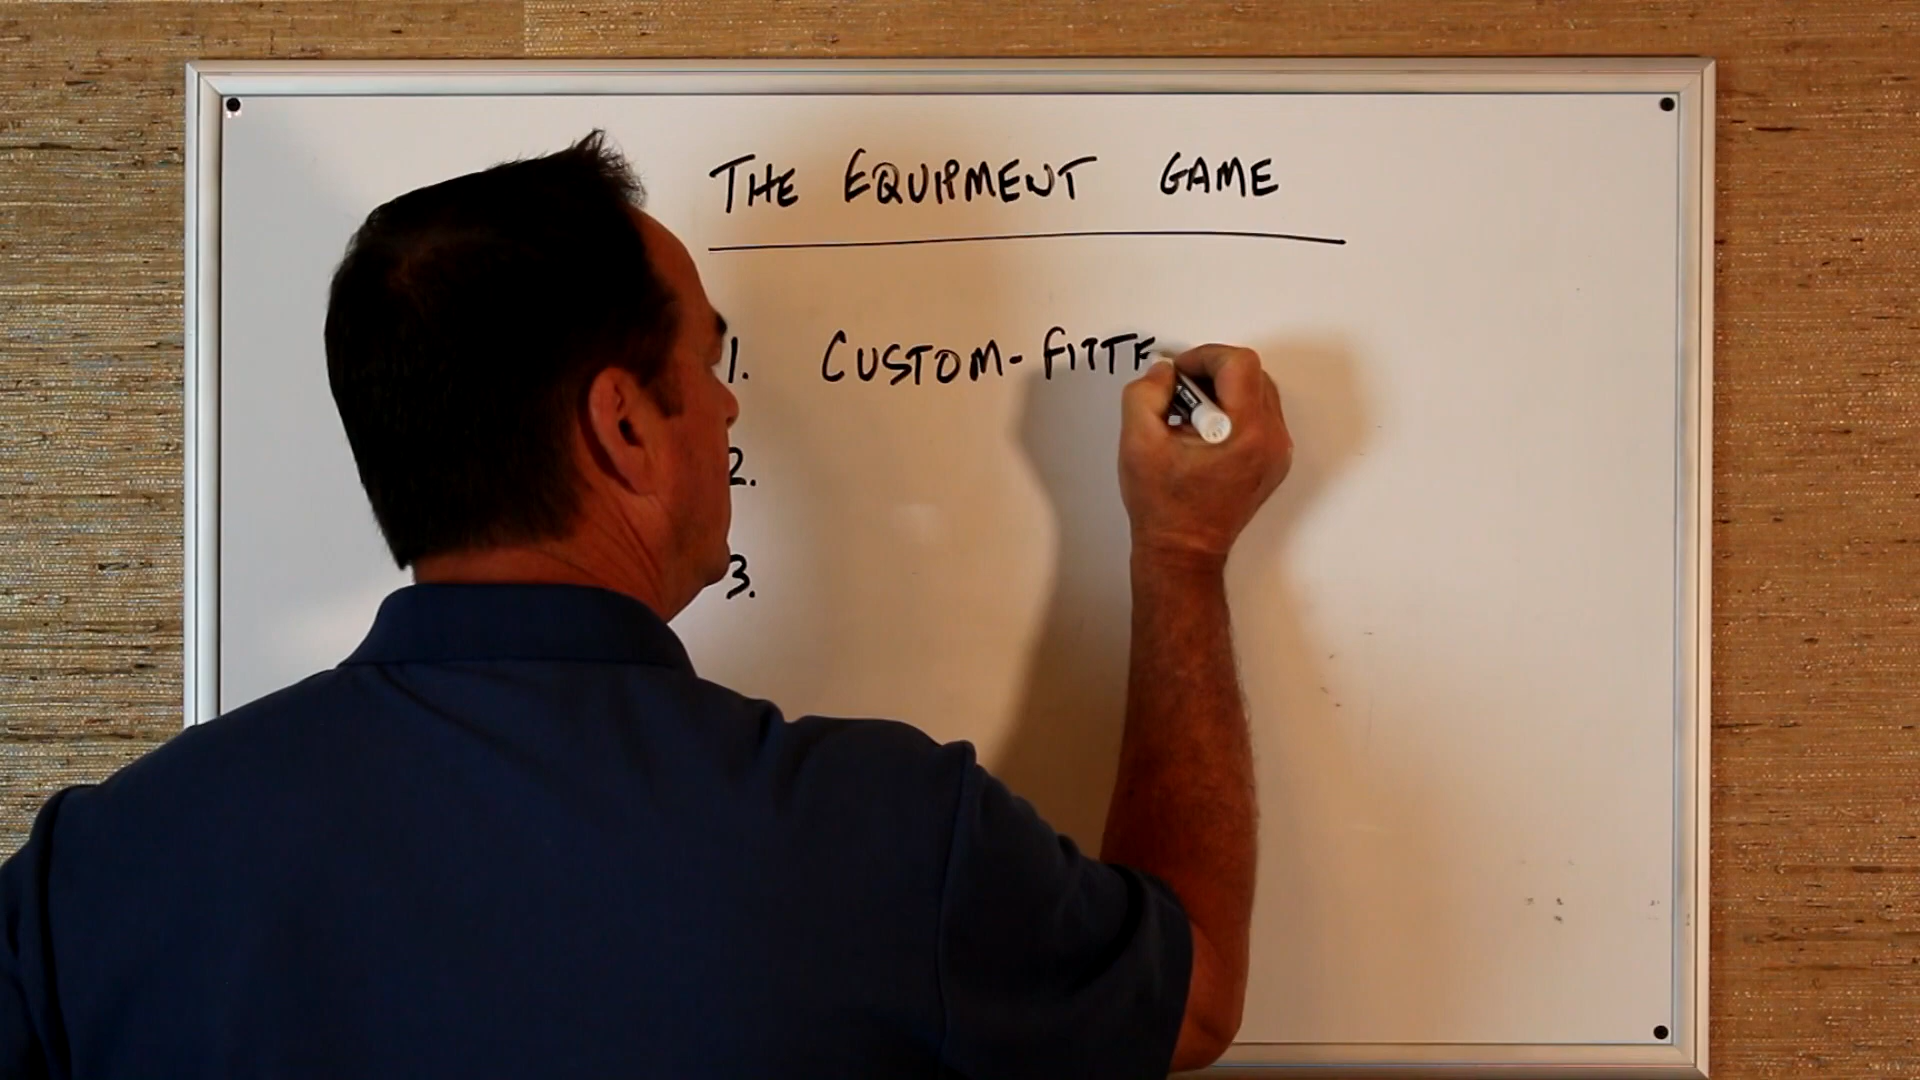 THE EQUIPMENT GAME
1. CUSTOM-FITTE
2.
3.